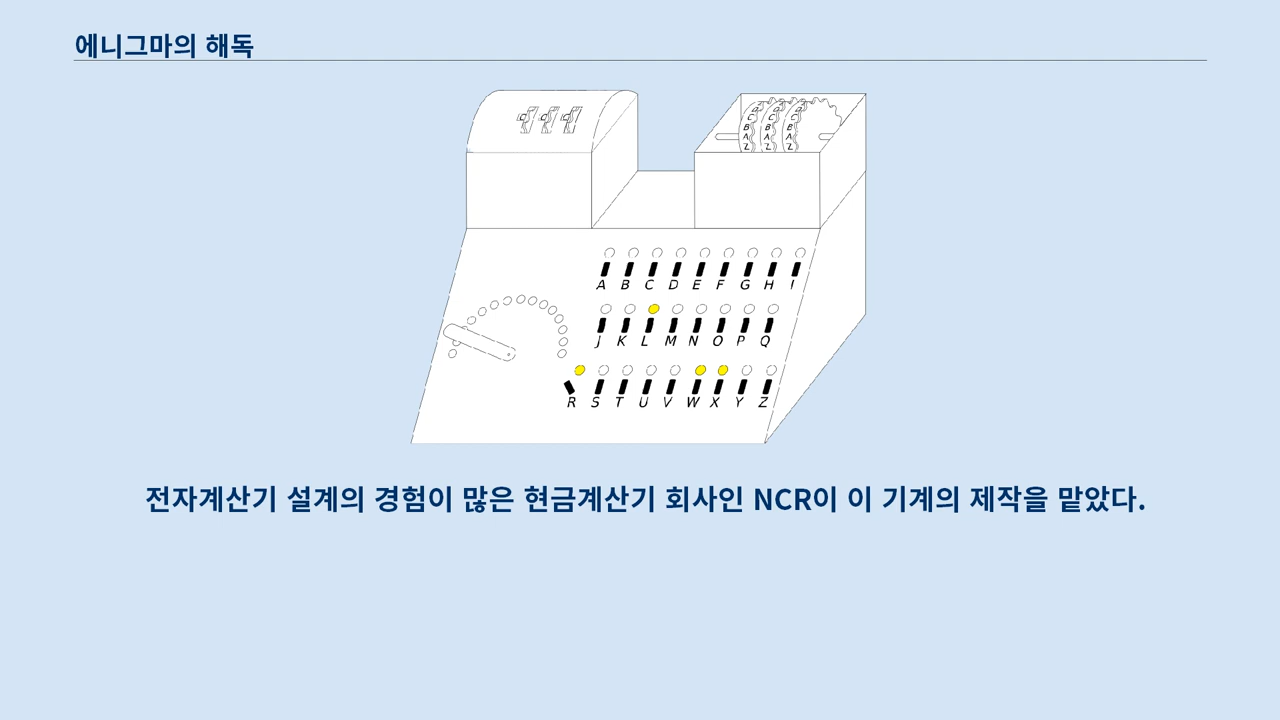 에니그마의 해독
C B A Z C B A Z C B A Z
A B C D E F G H I
J K L M N O P Q
R S T U V W X Y Z
전자계산기 설계의 경험이 많은 현금계산기 회사인 NCR이 이 기계의 제작을 맡았다.